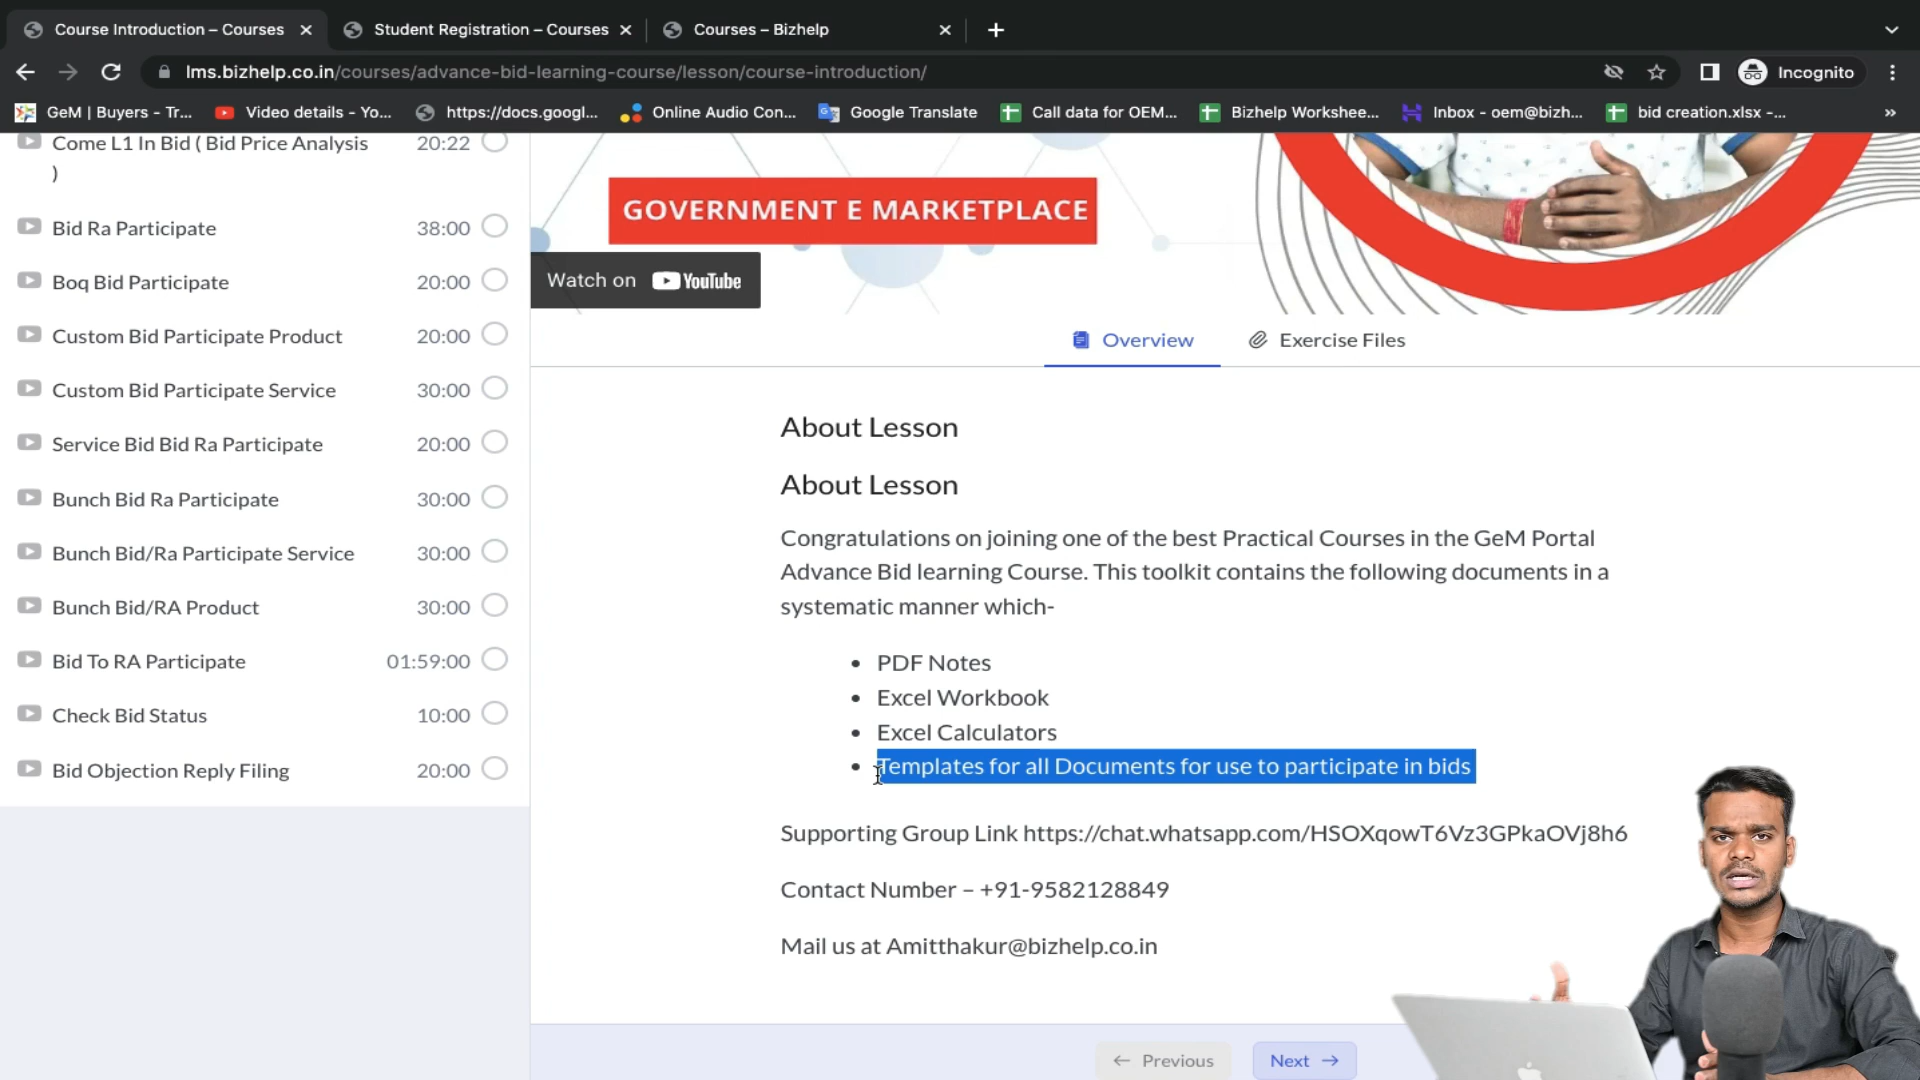 Course Introduction – Courses
Student Registration – Courses
Courses – Bizhelp
lms.bizhelp.co.in/courses/advance-bid-learning-course/lesson/course-introduction/
Incognito
GeM | Buyers - Tr...
Video details - Yo...
https://docs.googl...
Online Audio Con...
Google Translate
Call data for OEM...
Bizhelp Workshee...
Inbox - oem@bizh...
bid creation.xlsx -...
Come L1 In Bid ( Bid Price Analysis 20:22
)
Bid Ra Participate 38:00
Boq Bid Participate 20:00
Custom Bid Participate Product 20:00
Custom Bid Participate Service 30:00
Service Bid Bid Ra Participate 20:00
Bunch Bid Ra Participate 30:00
Bunch Bid/Ra Participate Service 30:00
Bunch Bid/RA Product 30:00
Bid To RA Participate 01:59:00
Check Bid Status 10:00
Bid Objection Reply Filing 20:00
GOVERNMENT E MARKETPLACE
Watch on YouTube
Overview
Exercise Files
About Lesson
About Lesson
Congratulations on joining one of the best Practical Courses in the GeM Portal
Advance Bid learning Course. This toolkit contains the following documents in a
systematic manner which-
• PDF Notes
• Excel Workbook
• Excel Calculators
• Templates for all Documents for use to participate in bids
Supporting Group Link https://chat.whatsapp.com/HSOXqowT6Vz3GPkaOVj8h6
Contact Number – +91-9582128849
Mail us at Amitthakur@bizhelp.co.in
← Previous
Next →